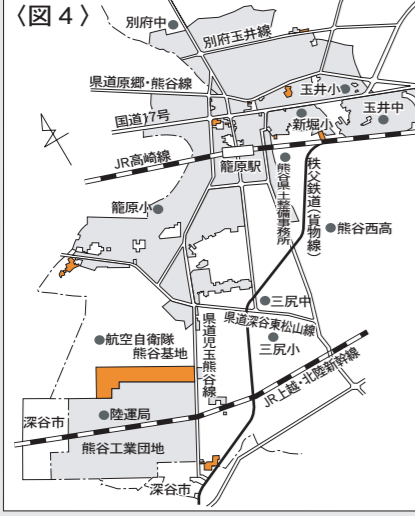 〈図4〉
別府中
別府玉井線
県道原郷・熊谷線
玉井小
玉井中
国道17号
新堀小
JR高崎線
籠原駅
熊谷県土整備事務所
秩父鉄道(貨物線)
籠原小
熊谷西高
三尻中
県道深谷東松山線
三尻小
県道児玉熊谷線
航空自衛隊
熊谷基地
JR上越・北陸新幹線
深谷市
陸運局
熊谷工業団地
深谷市